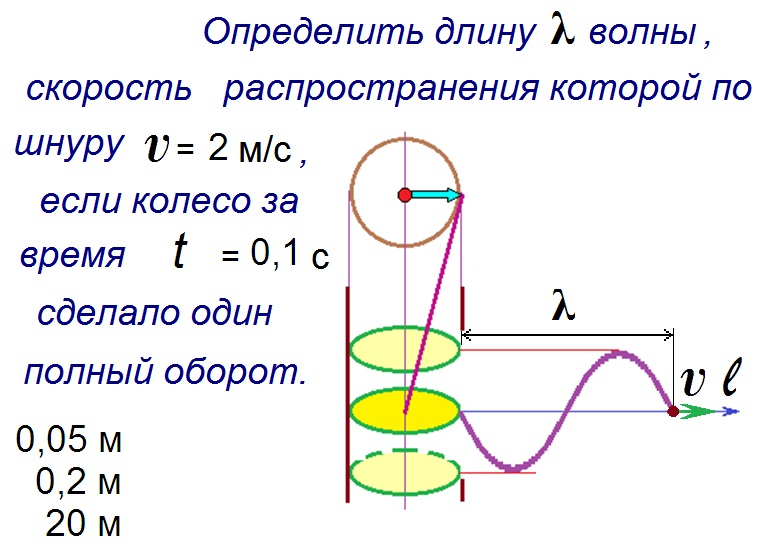 Определить длину λ волны ,
скорость распространения которой по
шнуру v = 2 м/с ,
если колесо за
время t = 0,1 с
сделало один
полный оборот.
0,05 м
0,2 м
20 м
λ
v l